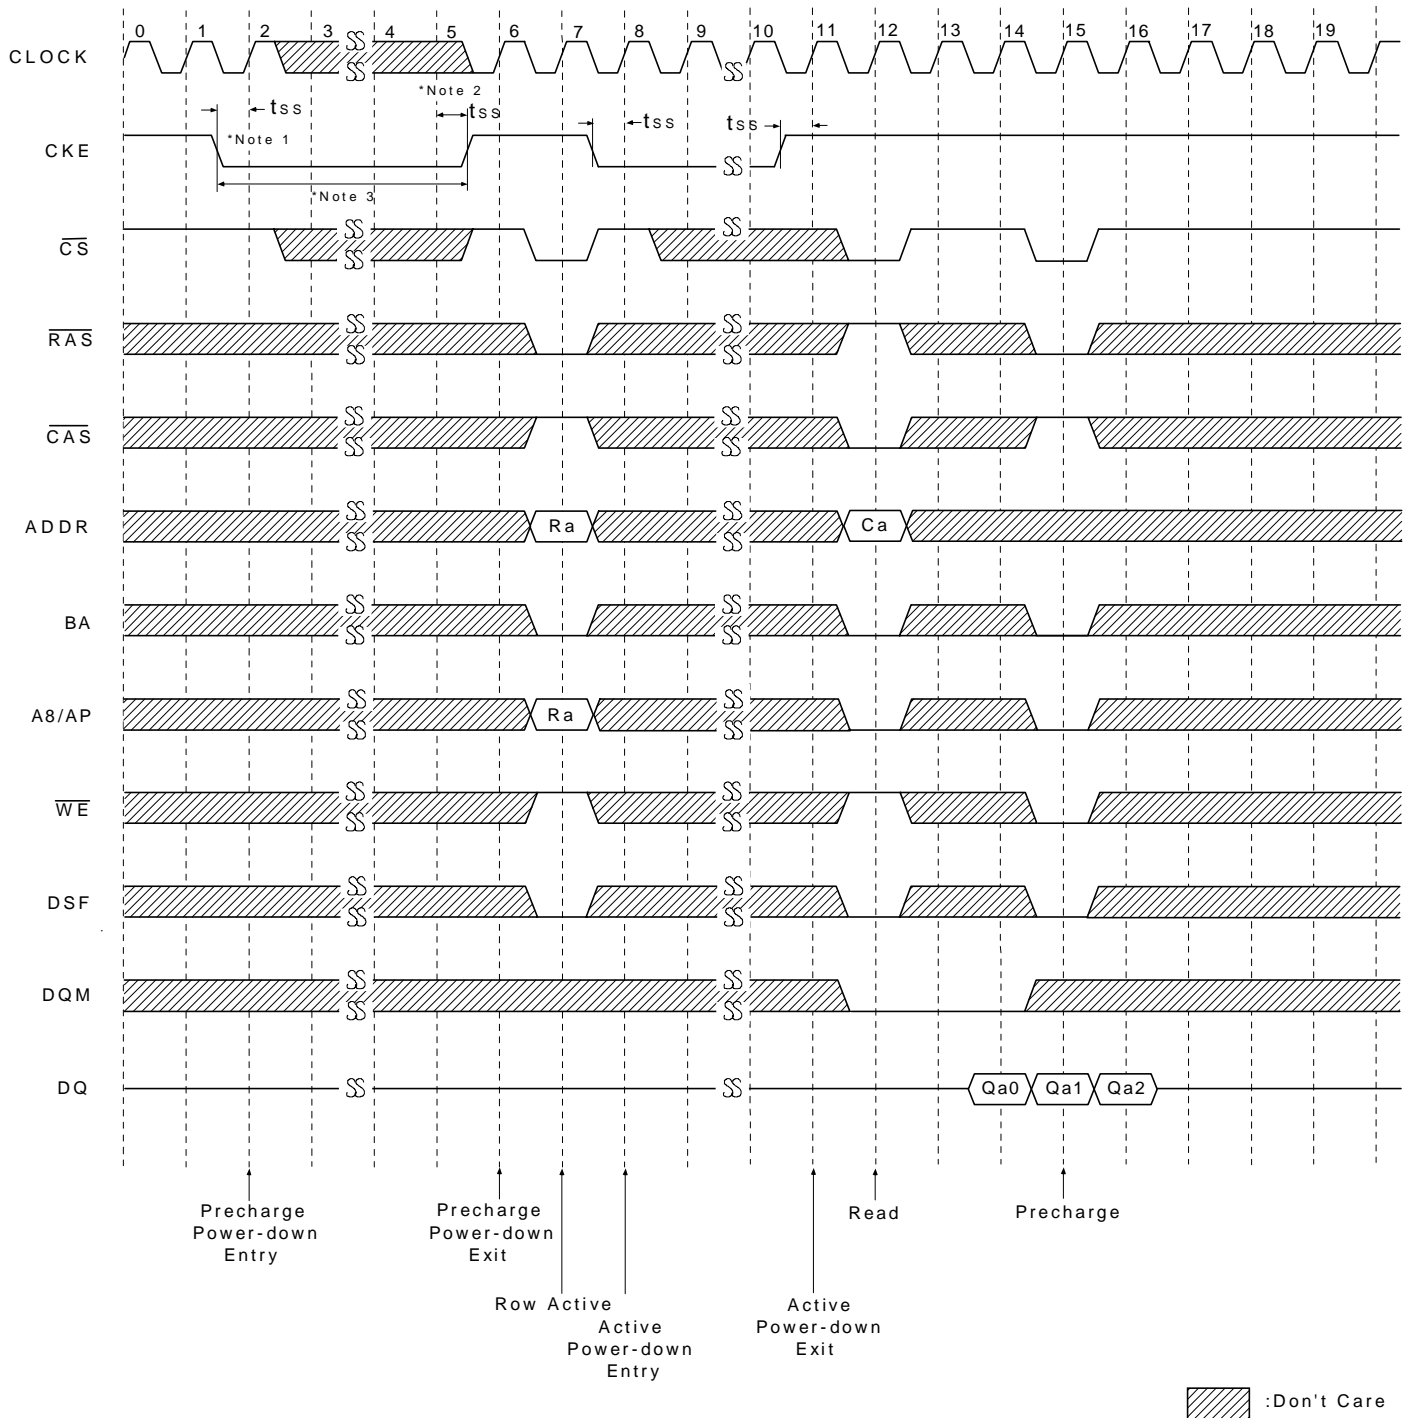 0 1 2 3 4 5 6 7 8 9 10 11 12 13 14 15 16 17 18 19
CLOCK
*Note 2
tSS tSS tSS tSS
*Note 1
CKE
*Note 3
CS
RAS
CAS
ADDR Ra Ca
BA
A8/AP Ra
WE
DSF
DQM
DQ Qa0 Qa1 Qa2
Precharge
Power-down
Entry
Precharge
Power-down
Exit
Row Active
Active
Power-down
Entry
Active
Power-down
Exit
Read
Precharge
:Don't Care